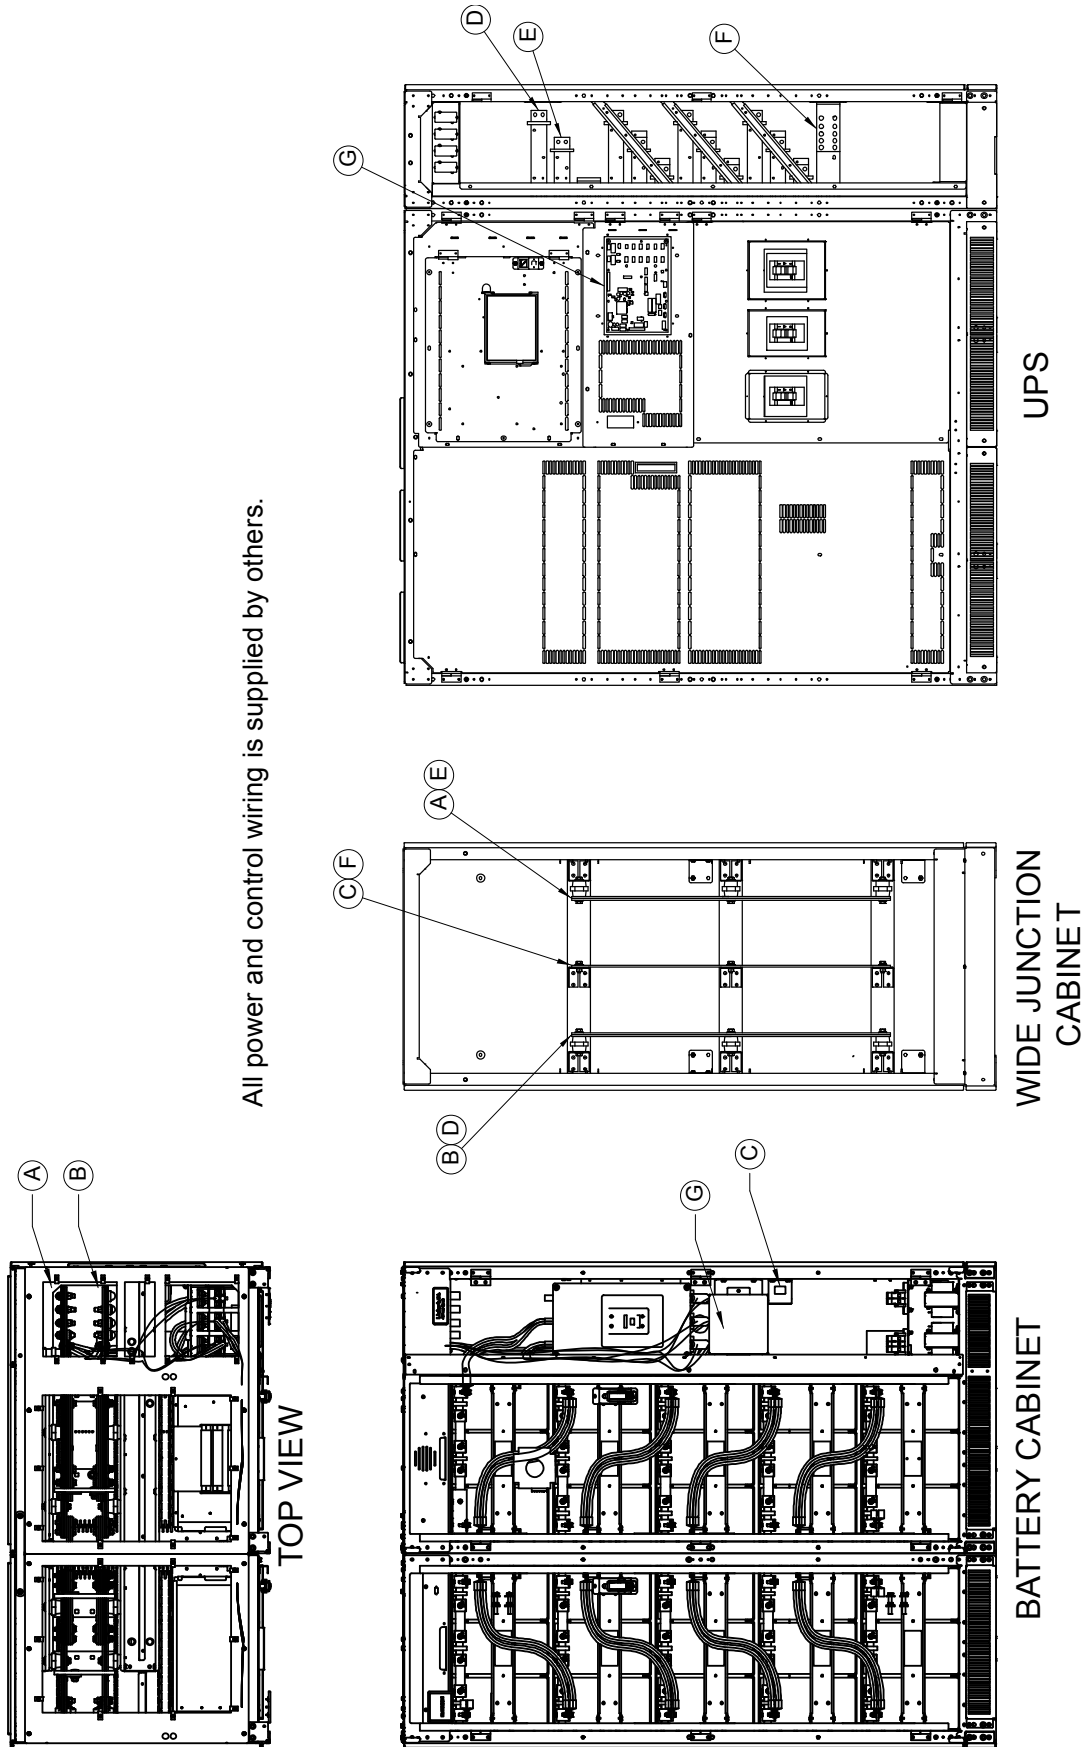 D
E
F
G
UPS
All power and control wiring is supplied by others.
A E
C F
B D
WIDE JUNCTION
CABINET
A
B
TOP VIEW
G
C
BATTERY CABINET